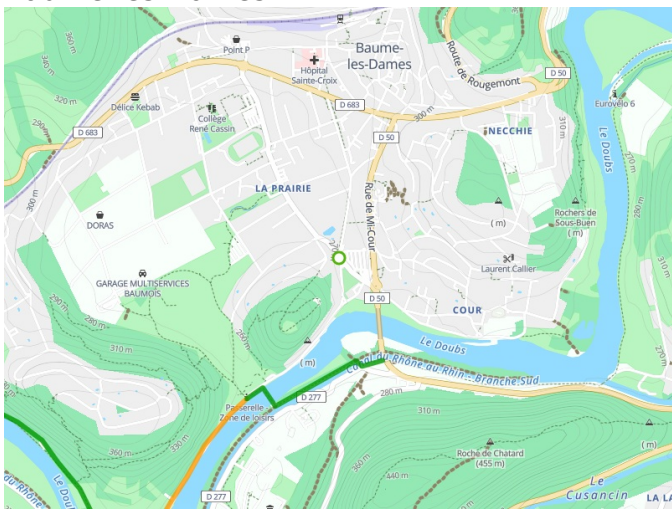 Point P
Baume-
les-Dames
Hôpital
Sainte-Croix
Route de Rougemont
D 50
360 m
340 m
320 m
Délice Kebab
D 683
300 m
Eurovélo 6
Collège
René Cassin
D 683
D 50
NECCHIE
310 m
Le Doubs
270 m
280 m
LA PRAIRIE
Rue de Mi-Cour
300 m
DORAS
( m)
Rochers de
Sous-Buen
( m)
310 m
GARAGE MULTISERVICES
BAUMOIS
Laurent Callier
290 m
280 m
260 m
D 50
COUR
310 m
( m)
Le Doubs
Canal du Rhône au Rhin - Branche Sud
Passerelle
Zone de loisirs
D 277
280 m
310 m
330 m
360 m
Roche de Chatard
(455 m)
( m)
360 m
440 m
D 277
Le Doubs
Le
Cusancin